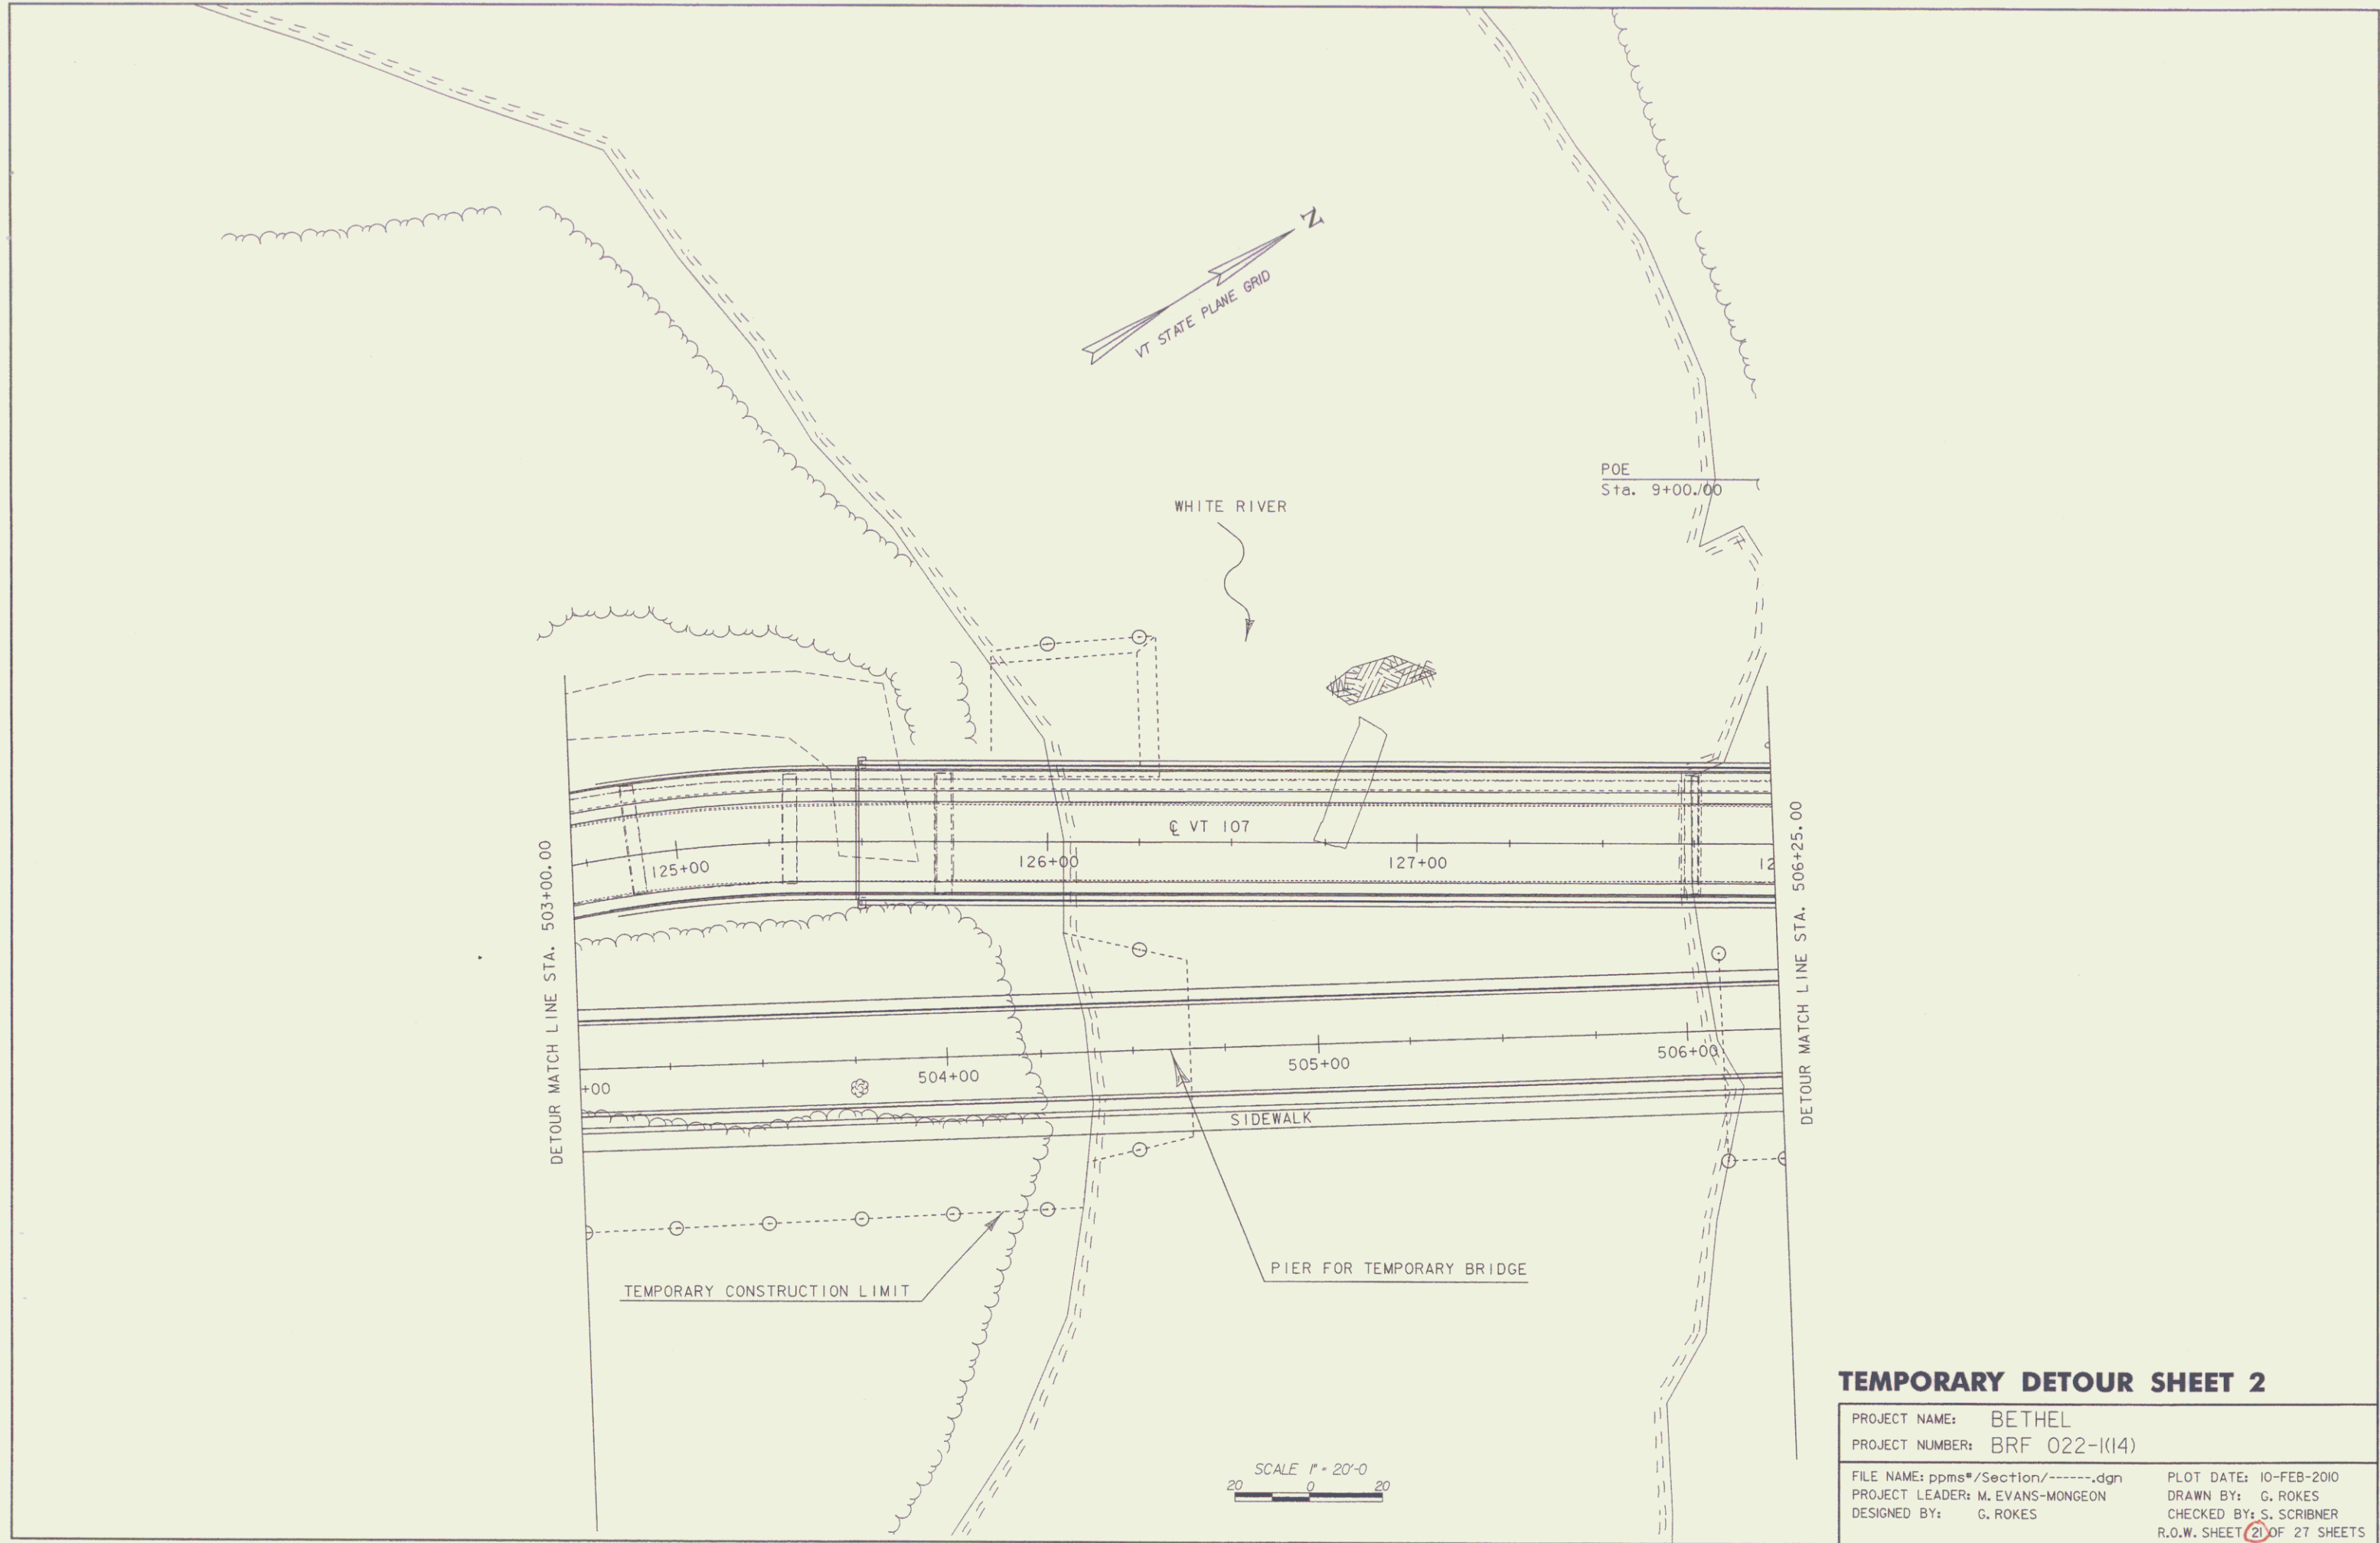 N
VT STATE PLANE GRID
POE
Sta. 9+00.00
WHITE RIVER
℄ VT 107
125+00
126+00
127+00
12
DETOUR MATCH LINE STA. 503+00.00
DETOUR MATCH LINE STA. 506+25.00
+00
504+00
505+00
506+00
SIDEWALK
TEMPORARY CONSTRUCTION LIMIT
PIER FOR TEMPORARY BRIDGE
SCALE 1" = 20'-0
20 0 20
TEMPORARY DETOUR SHEET 2
PROJECT NAME: BETHEL
PROJECT NUMBER: BRF 022-1(14)
FILE NAME: ppms#/Section/------.dgn PLOT DATE: 10-FEB-2010
PROJECT LEADER: M. EVANS-MONGEON DRAWN BY: G. ROKES
DESIGNED BY: G. ROKES CHECKED BY: S. SCRIBNER
R.O.W. SHEET 21 OF 27 SHEETS